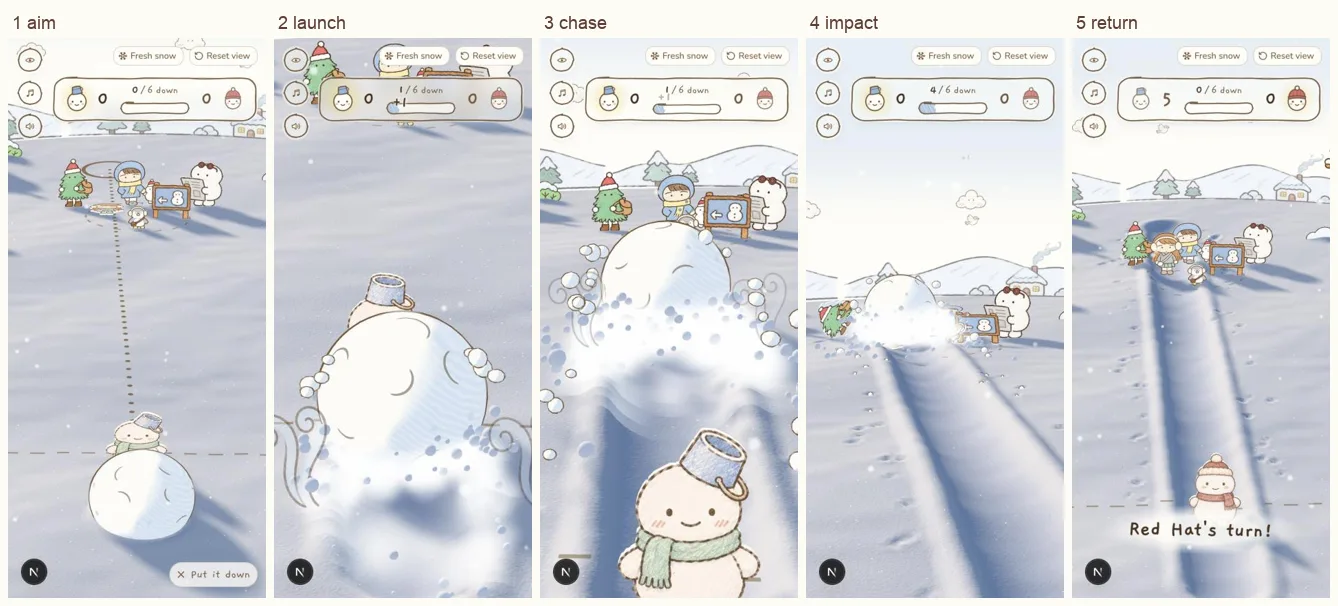 1 aim
2 launch
3 chase
4 impact
5 return
Fresh snow
Reset view
0
0 / 6 down
0
N
Put it down
Fresh snow
Reset view
0
1 / 6 down
+1
0
N
Fresh snow
Reset view
0
1 / 6 down
+1
0
N
Fresh snow
Reset view
0
4 / 6 down
+1
0
N
Fresh snow
Reset view
5
0 / 6 down
0
Red Hat's turn!
N